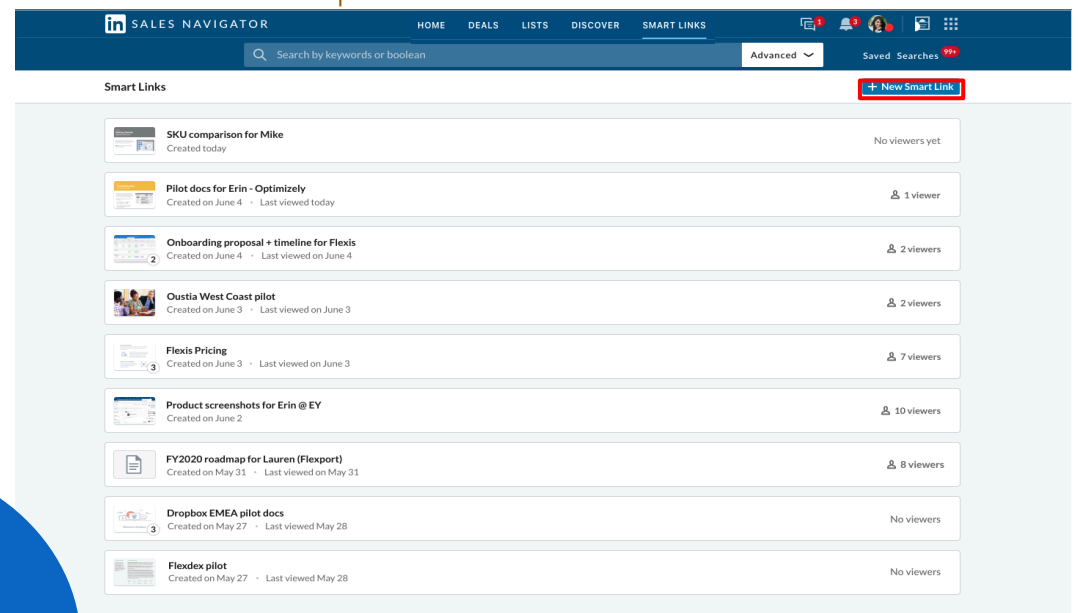 in SALES NAVIGATOR HOME DEALS LISTS DISCOVER SMART LINKS 1 3
Search by keywords or boolean Advanced Saved Searches 99+
Smart Links + New Smart Link
SKU comparison for Mike
Created today
No viewers yet
Pilot docs for Erin - Optimizely
Created on June 4 • Last viewed today
1 viewer
Onboarding proposal + timeline for Flexis
2 Created on June 4 • Last viewed on June 4
2 viewers
Oustia West Coast pilot
Created on June 3 • Last viewed on June 3
2 viewers
Flexis Pricing
3 Created on June 3 • Last viewed on June 3
7 viewers
Product screenshots for Erin @ EY
Created on June 2
10 viewers
FY2020 roadmap for Lauren (Flexport)
Created on May 31 • Last viewed on May 31
8 viewers
Dropbox EMEA pilot docs
3 Created on May 27 • Last viewed May 28
No viewers
Flexdex pilot
Created on May 27 • Last viewed May 28
No viewers